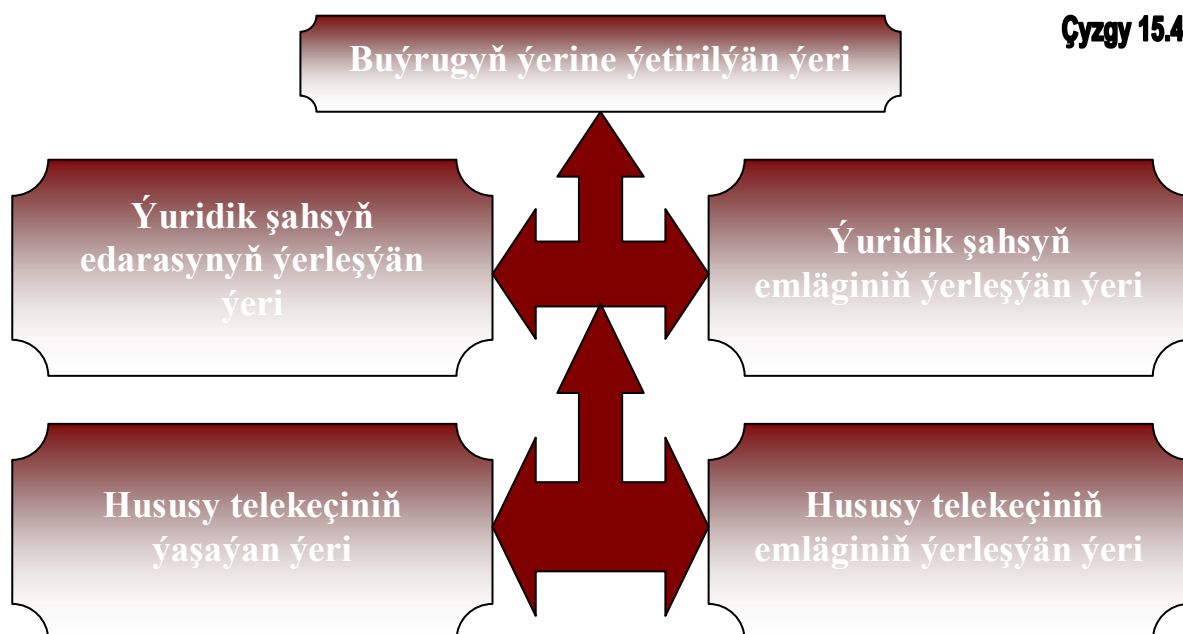 Çyzgy 15.4
Buýrugyň ýerine ýetirilýän ýeri
Ýuridik şahsyň
edarasynyň ýerleşýän
ýeri
Ýuridik şahsyň
emläginiň ýerleşýän ýeri
Hususy telekeçiniň
ýaşaýan ýeri
Hususy telekeçiniň
emläginiň ýerleşýän ýeri